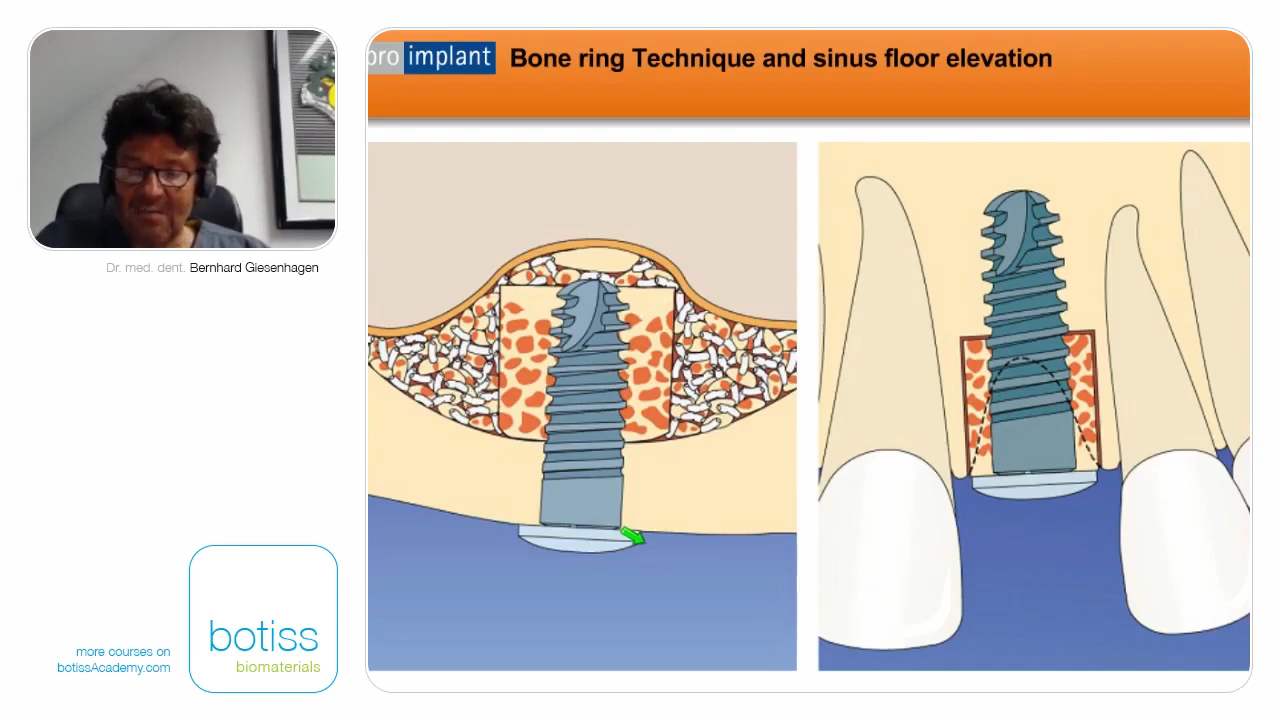 pro implant
Bone ring Technique and sinus floor elevation
Dr. med. dent. Bernhard Giesenhagen
botiss
biomaterials
more courses on
botissAcademy.com